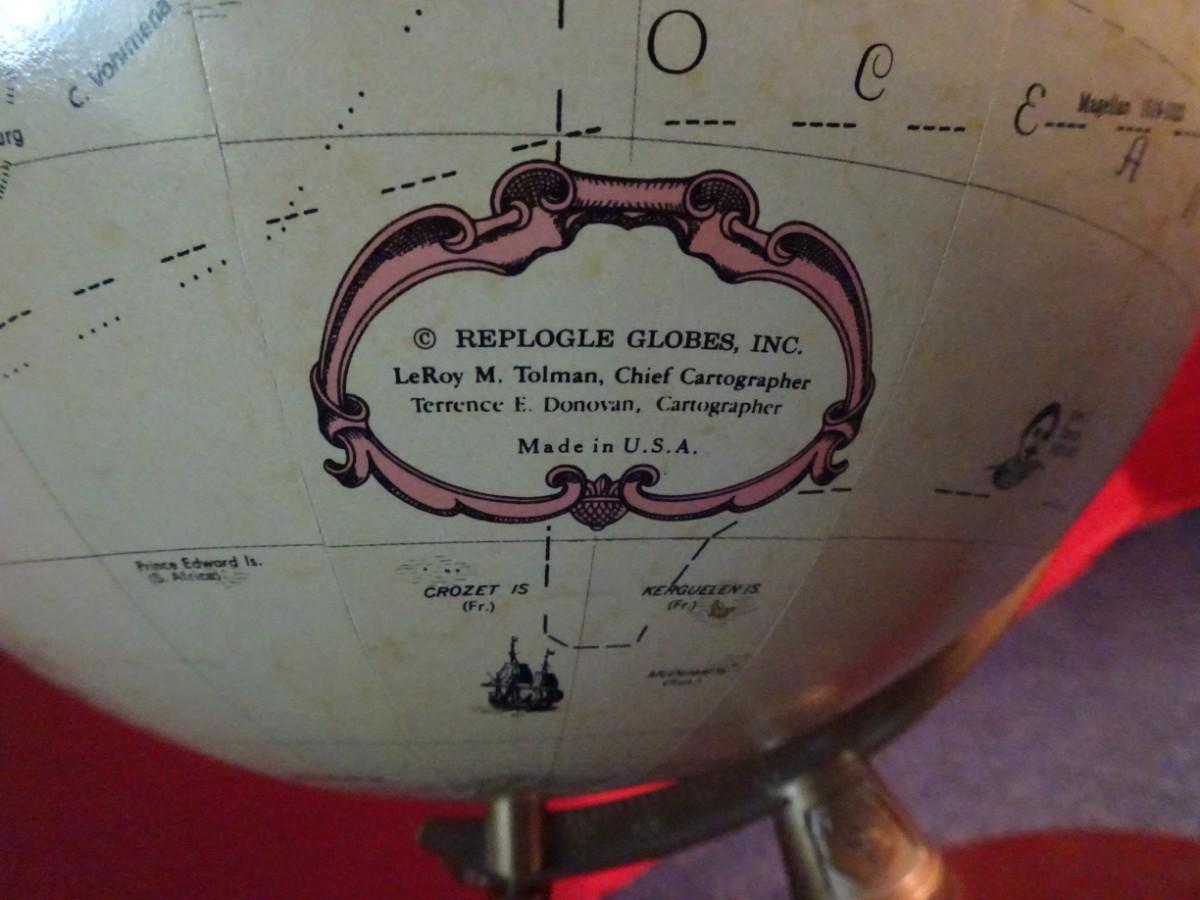 C. Vohimena
O C E A
© REPLOGLE GLOBES, INC.
LeRoy M. Tolman, Chief Cartographer
Terrence E. Donovan, Cartographer
Made in U.S.A.
Prince Edward Is.
(S. Africa)
CROZET IS
(Fr.)
KERGUELEN IS.
(Fr.)